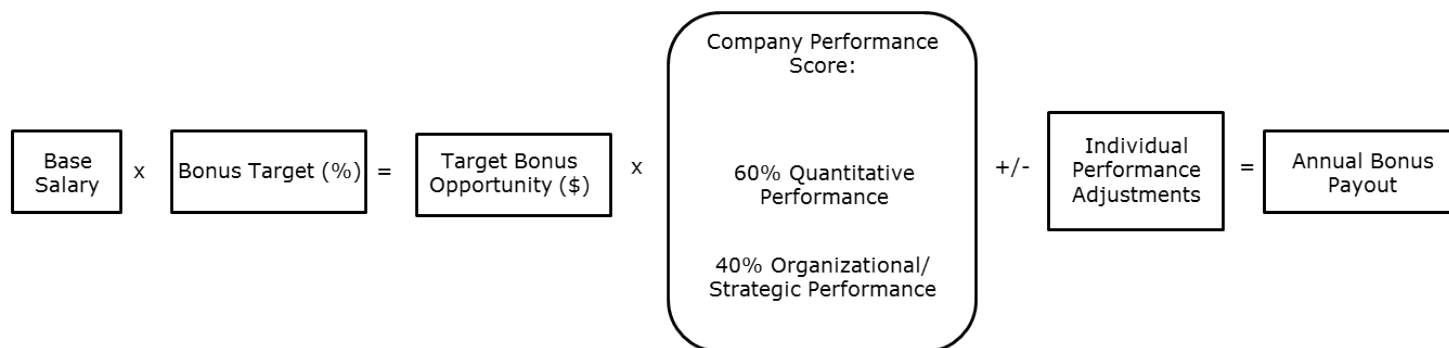 Base
Salary
x
Bonus Target (%)
=
Target Bonus
Opportunity ($)
x
Company Performance
Score:
60% Quantitative
Performance
40% Organizational/
Strategic Performance
+/-
Individual
Performance
Adjustments
=
Annual Bonus
Payout